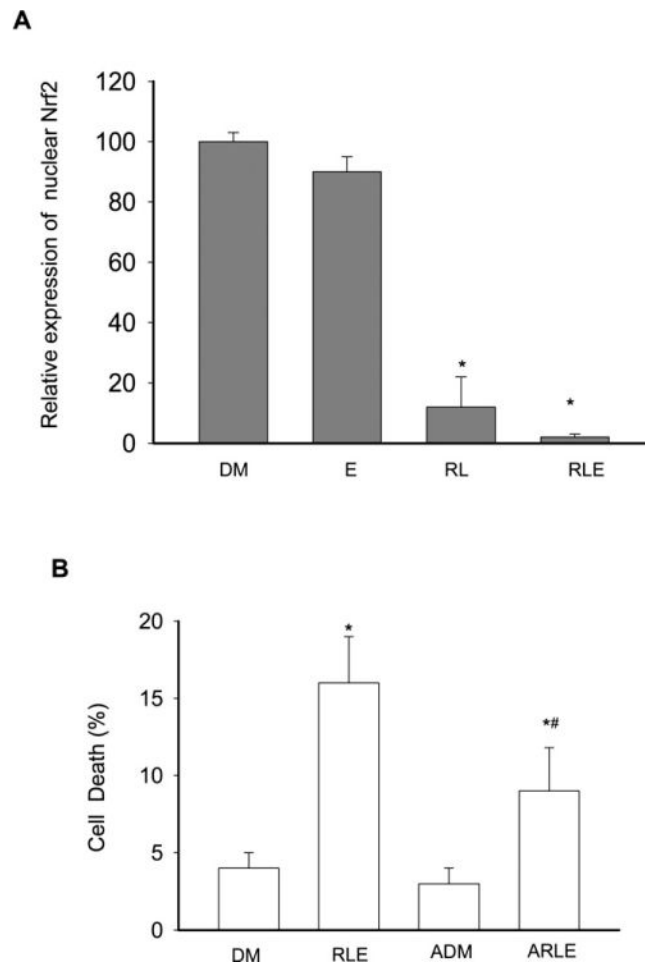 A
Relative expression of nuclear Nrf2
120
100
80
60
40
20
0
*
*
DM E RL RLE
B
Cell Death (%)
20
15
10
5
0
*
*#
DM RLE ADM ARLE